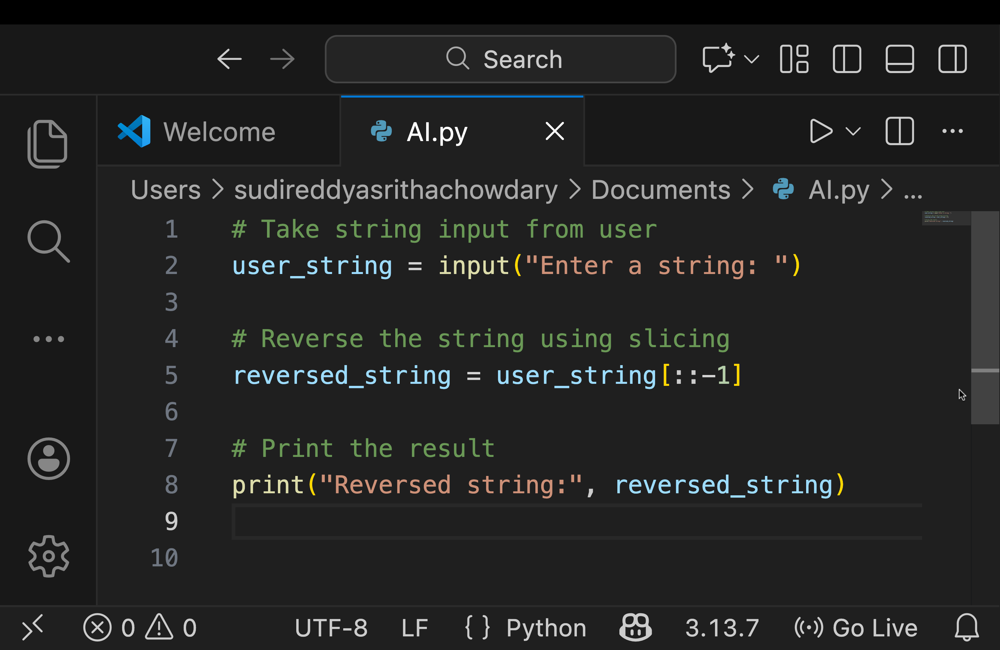 Search
Welcome
AI.py
Users > sudireddyasrithachowdary > Documents > AI.py > ...
1 # Take string input from user
2 user_string = input("Enter a string: ")
3
4 # Reverse the string using slicing
5 reversed_string = user_string[::-1]
6
7 # Print the result
8 print("Reversed string:", reversed_string)
9
10
0 0 UTF-8 LF { } Python 3.13.7 Go Live